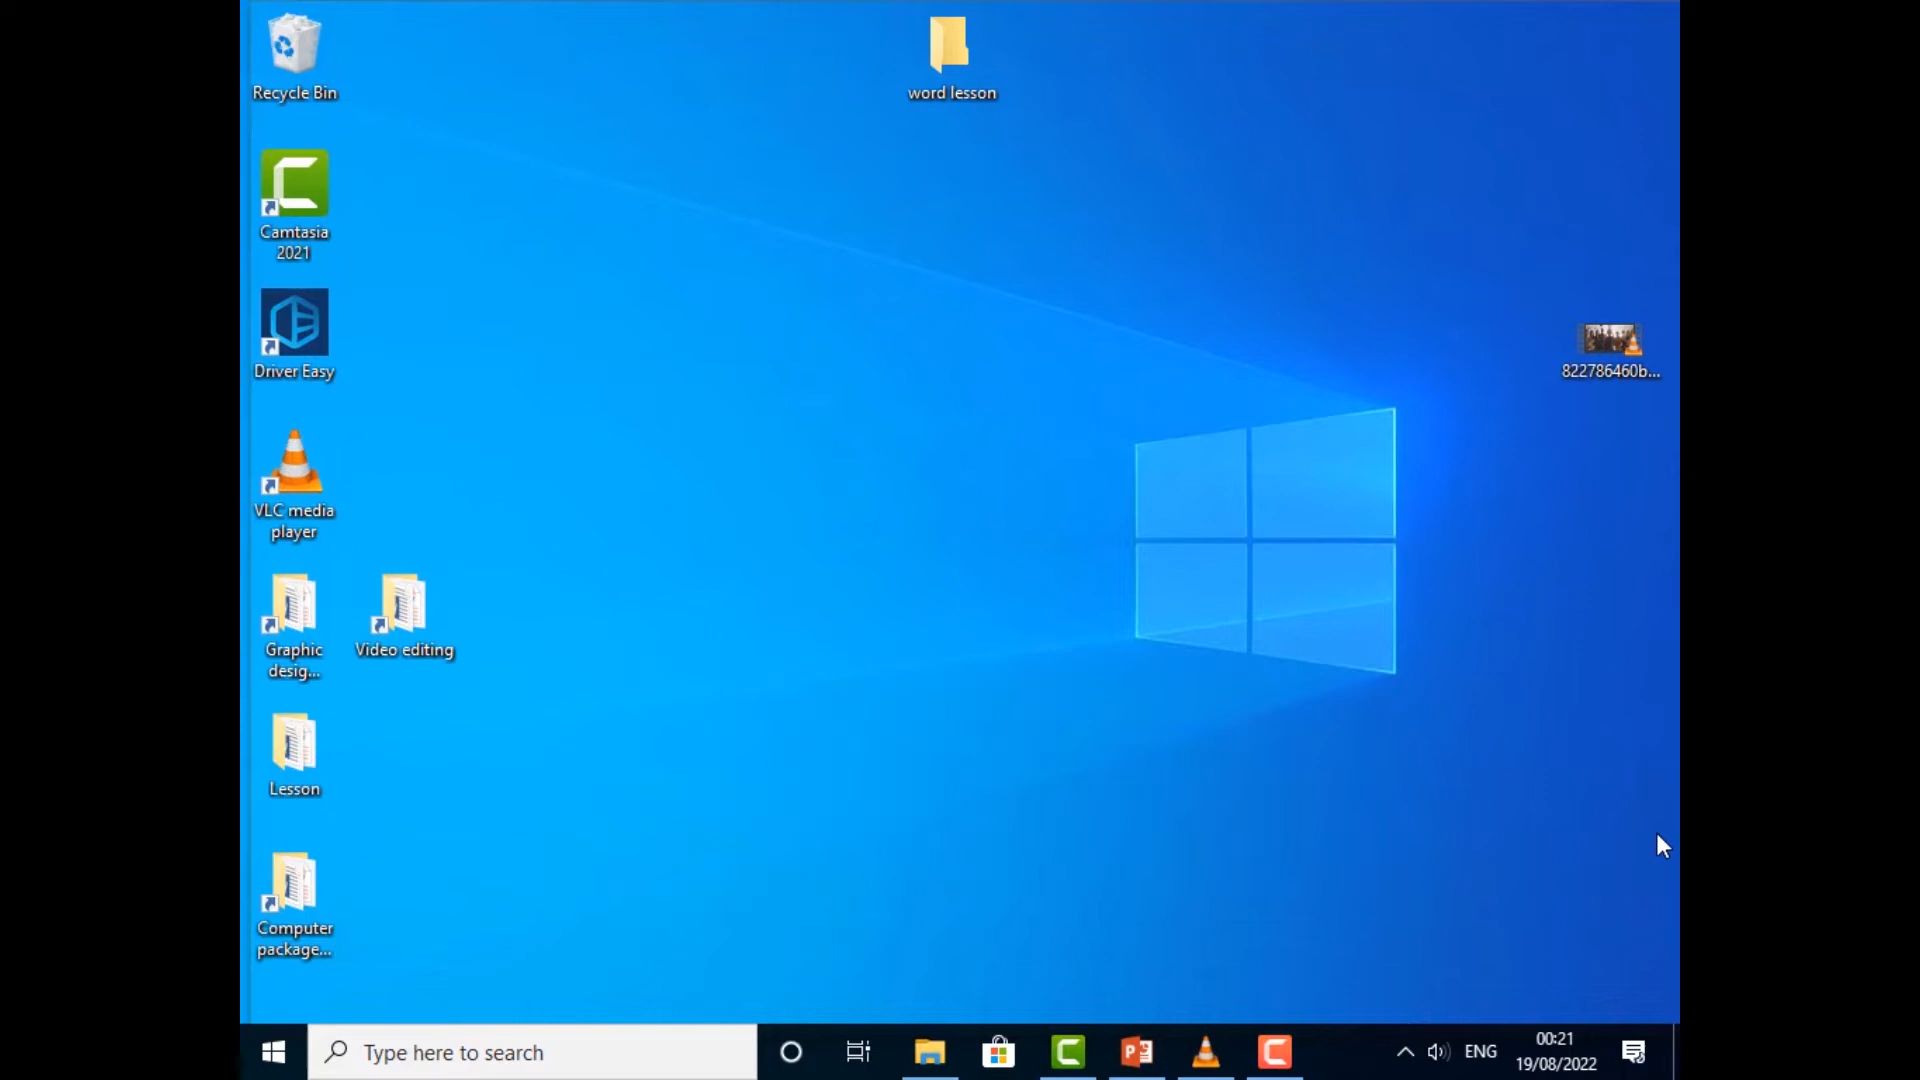 Recycle Bin
word lesson
Camtasia
2021
Driver Easy
822786460b...
VLC media
player
Graphic
desig...
Video editing
Lesson
Computer
package...
Type here to search
ENG
00:21
19/08/2022